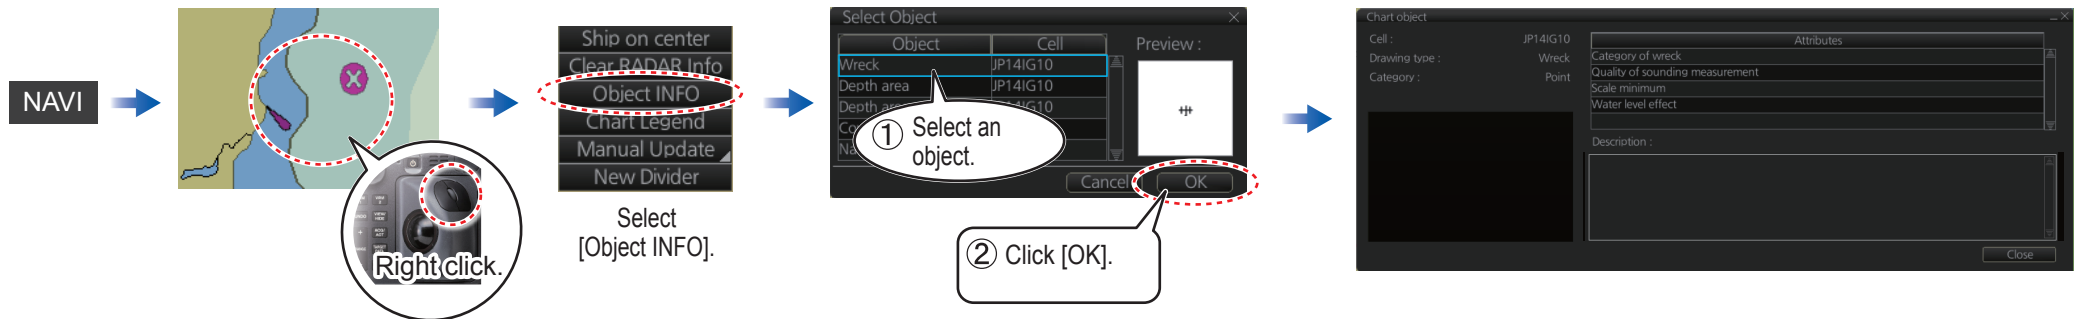 NAVI
Right click.
Ship on center
Clear RADAR Info
Object INFO
Chart Legend
Manual Update
New Divider
Select
[Object INFO].
Select Object
Object Cell
Wreck JP14IG10
Depth area JP14IG10
Depth
Preview :
① Select an
object.
Cancel OK
② Click [OK].
Chart object
Cell : JP14IG10
Drawing type : Wreck
Category : Point
Attributes
Category of wreck
Quality of sounding measurement
Scale minimum
Water level effect
Description :
Close